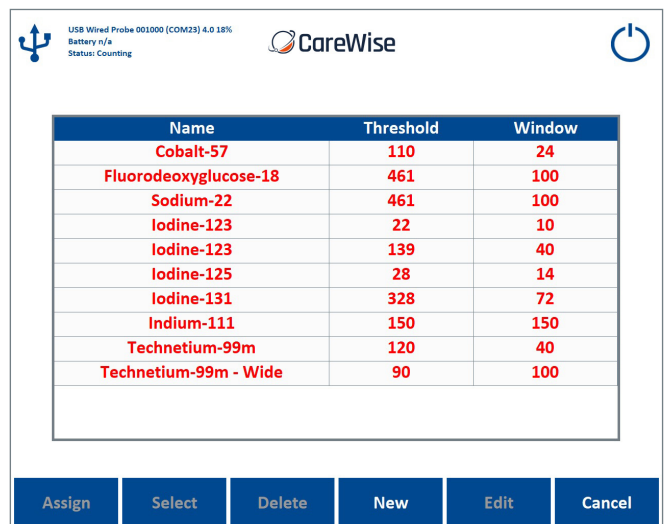 USB Wired Probe 001000 (COM23) 4.0 18%
Battery n/a
Status: Counting
CareWise
Name Threshold Window
Cobalt-57 110 24
Fluorodeoxyglucose-18 461 100
Sodium-22 461 100
Iodine-123 22 10
Iodine-123 139 40
Iodine-125 28 14
Iodine-131 328 72
Indium-111 150 150
Technetium-99m 120 40
Technetium-99m - Wide 90 100
Assign Select Delete New Edit Cancel